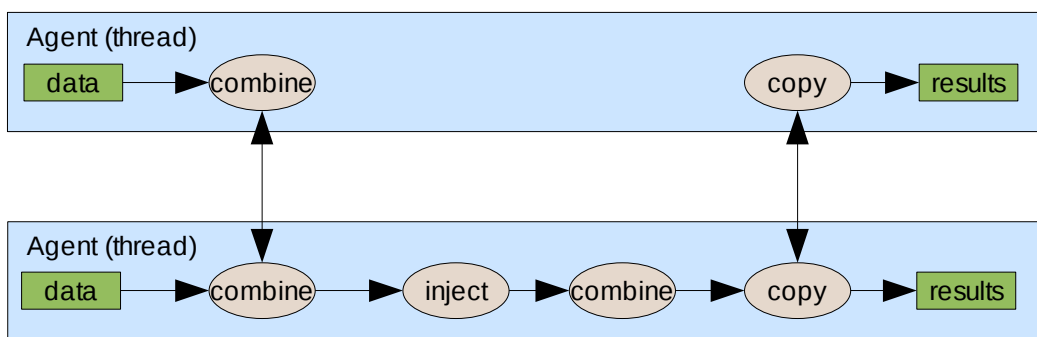 Agent (thread)
data combine copy results
Agent (thread)
data combine inject combine copy results